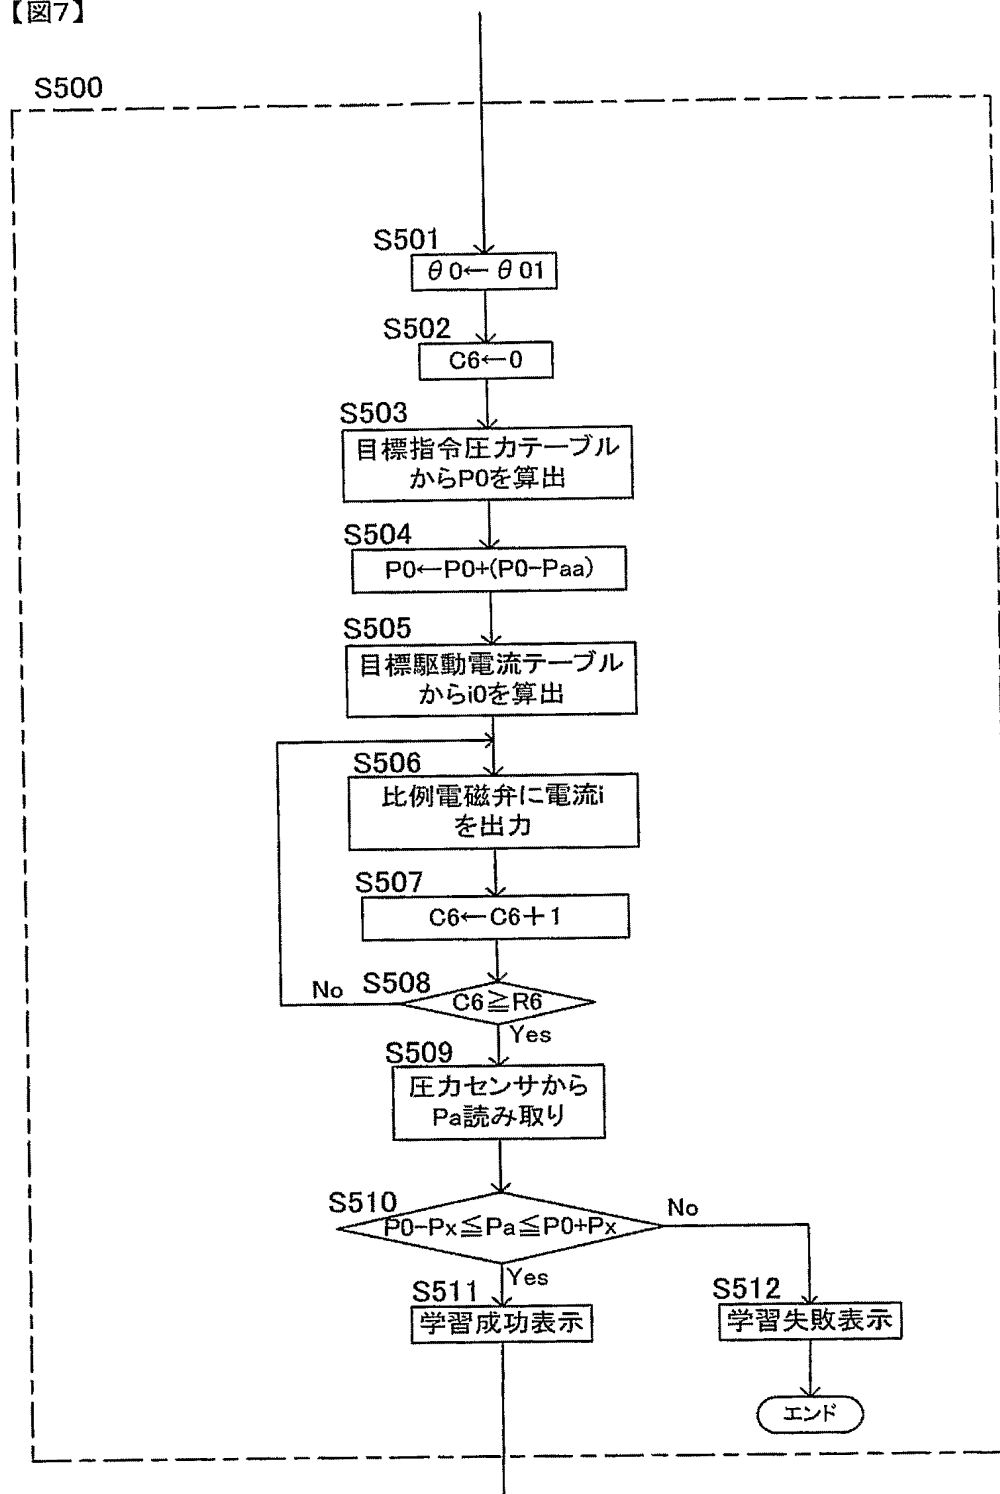 【図7】
S500
S501
θ0←θ01
S502
C6←0
S503
目標指令圧力テーブル
からP0を算出
S504
P0←P0+(P0-Paa)
S505
目標駆動電流テーブル
からi0を算出
S506
比例電磁弁に電流i
を出力
S507
C6←C6+1
S508
No
C6≧R6
Yes
S509
圧力センサから
Pa読み取り
S510
P0-Px≦Pa≦P0+Px
No
Yes
S511
学習成功表示
S512
学習失敗表示
エンド